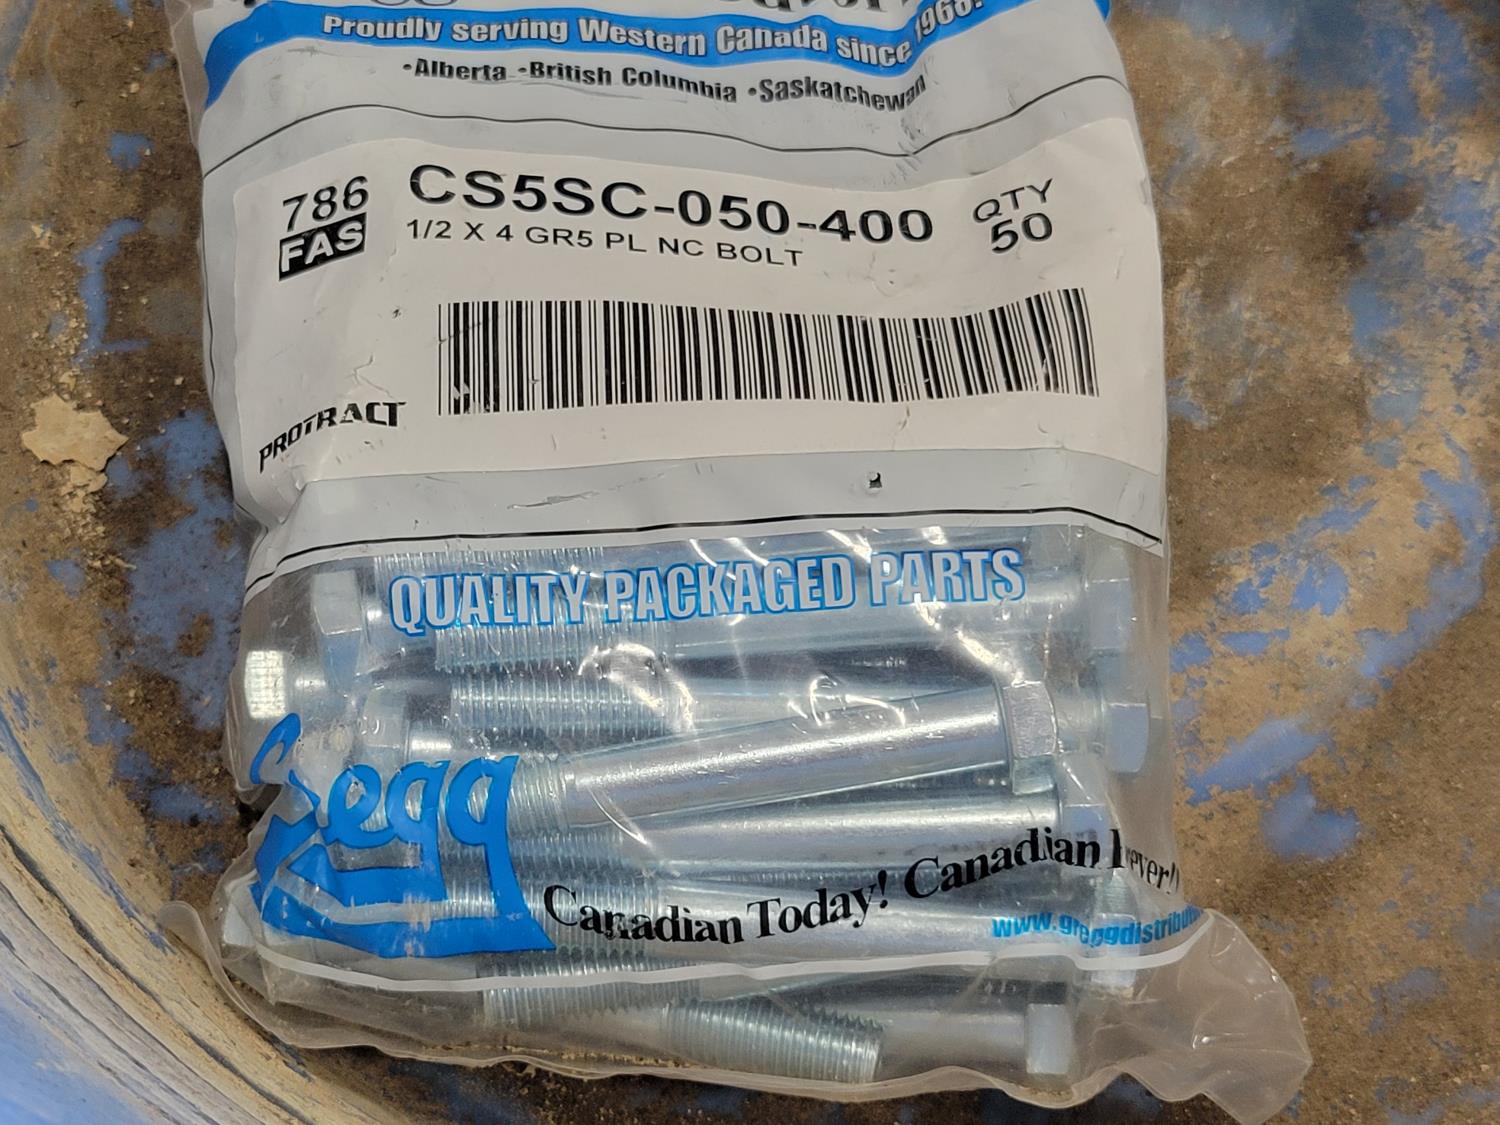 Proudly serving Western Canada since 1968!
•Alberta •British Columbia •Saskatchewan
786
FAS
CS5SC-050-400
1/2 X 4 GR5 PL NC BOLT
QTY
50
PROTRACT
QUALITY PACKAGED PARTS
Gregg
Canadian Today! Canadian Forever!
www.greggdistribut